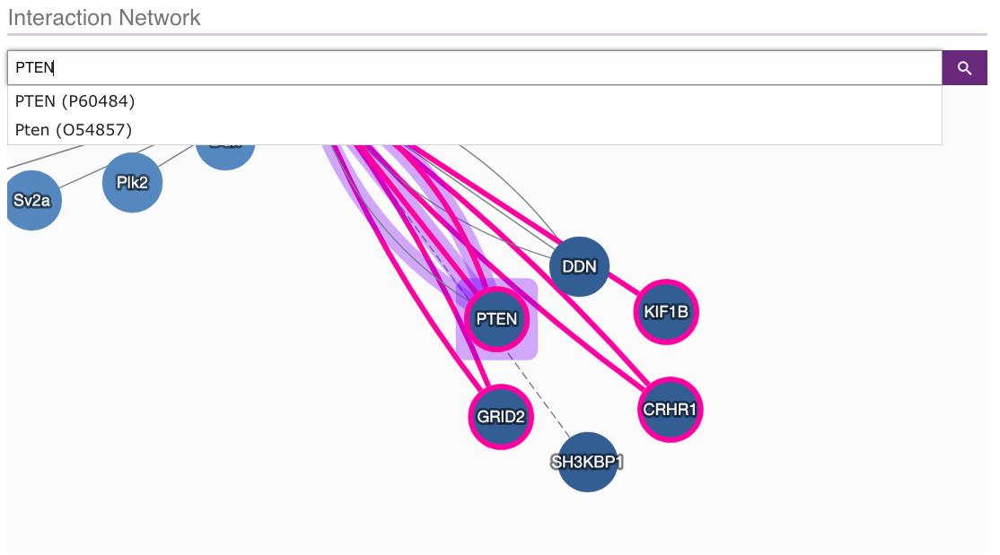 Interaction Network
PTEN
PTEN (P60484)
Pten (O54857)
Plk2
Sv2a
DDN
KIF1B
PTEN
CRHR1
GRID2
SH3KBP1